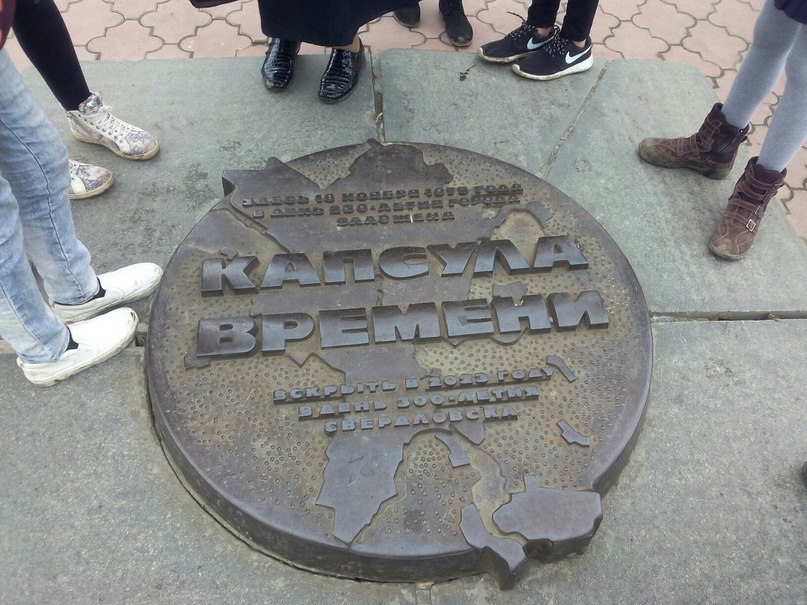 ЗДЕСЬ 18 НОЯБРЯ 1973 ГОДА
В ДЕНЬ 250-ЛЕТИЯ ГОРОДА
ЗАЛОЖЕНА
КАПСУЛА
ВРЕМЕНИ
ВСКРЫТЬ В 2023 ГОДУ
В ДЕНЬ 300-ЛЕТИЯ
СВЕРДЛОВСКА